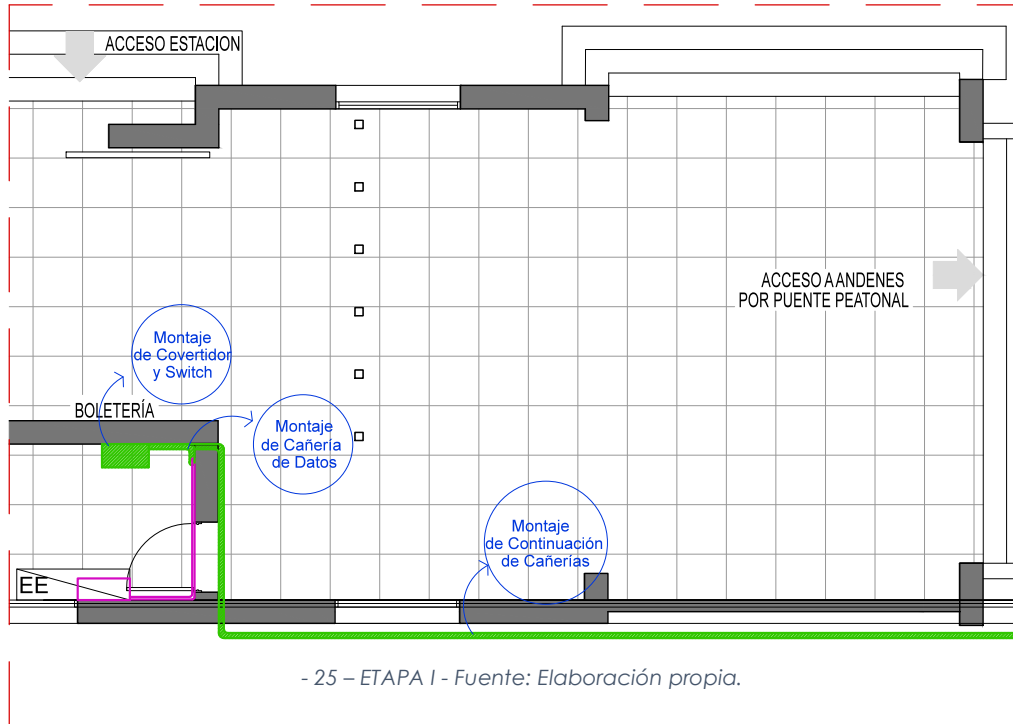 ACCESO ESTACION
ACCESO A ANDENES
POR PUENTE PEATONAL
Montaje
de Covertidor
y Switch
BOLETERÍA
Montaje
de Cañería
de Datos
Montaje
de Continuación
de Cañerías
EE
- 25 – ETAPA I - Fuente: Elaboración propia.